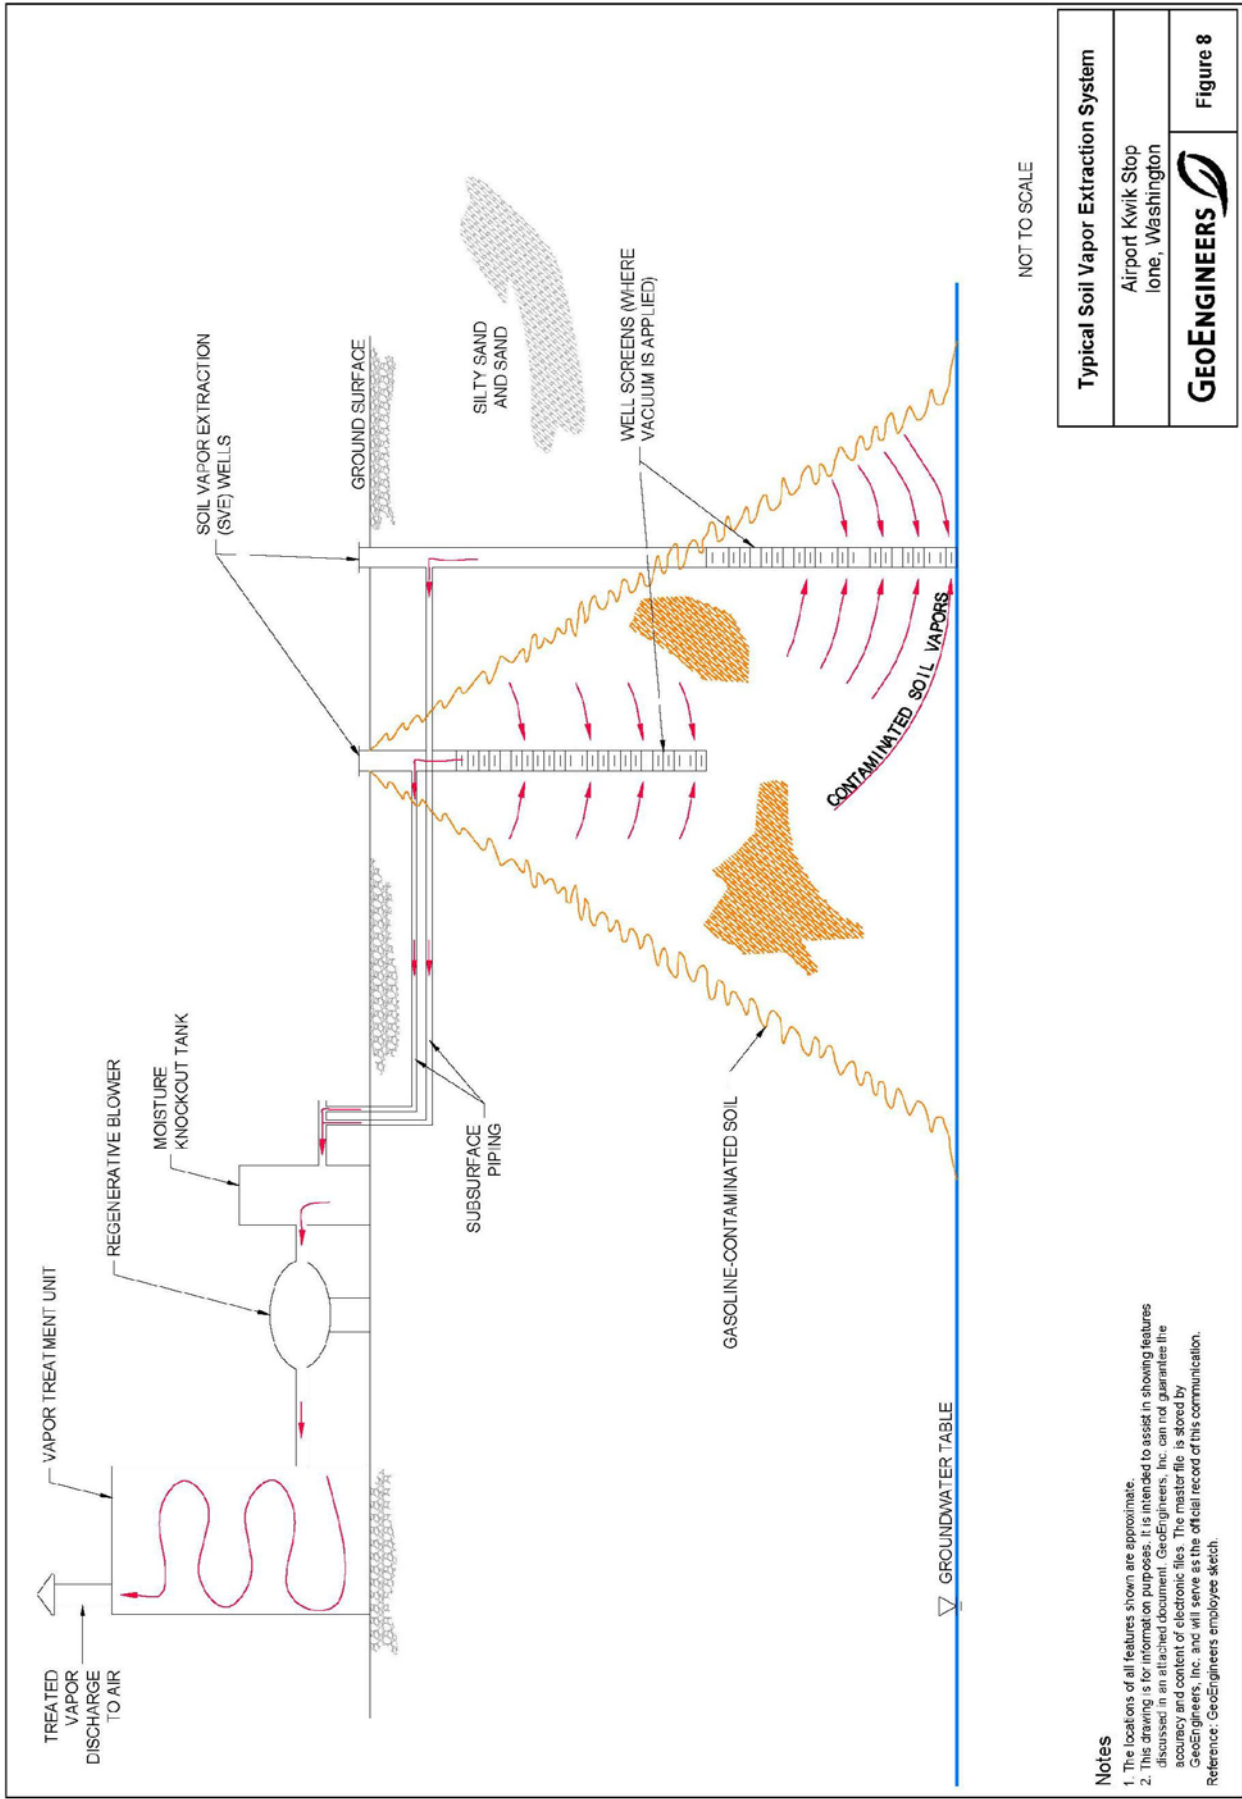 TREATED
VAPOR
DISCHARGE
TO AIR
VAPOR TREATMENT UNIT
REGENERATIVE BLOWER
MOISTURE
KNOCKOUT TANK
SOIL VAPOR EXTRACTION
(SVE) WELLS
GROUND SURFACE
SILTY SAND
AND SAND
SUBSURFACE
PIPING
WELL SCREENS (WHERE
VACUUM IS APPLIED)
GASOLINE-CONTAMINATED SOIL
CONTAMINATED SOIL VAPORS
GROUNDWATER TABLE
NOT TO SCALE
Notes
1. The locations of all features shown are approximate.
2. This drawing is for information purposes. It is intended to assist in showing features
discussed in an attached document. GeoEngineers, Inc. can not guarantee the
accuracy and content of electronic files. The master file is stored by
GeoEngineers, Inc. and will serve as the official record of this communication.
Reference: GeoEngineers employee sketch.
Typical Soil Vapor Extraction System
Airport Kwik Stop
Ione, Washington
GEOENGINEERS
Figure 8